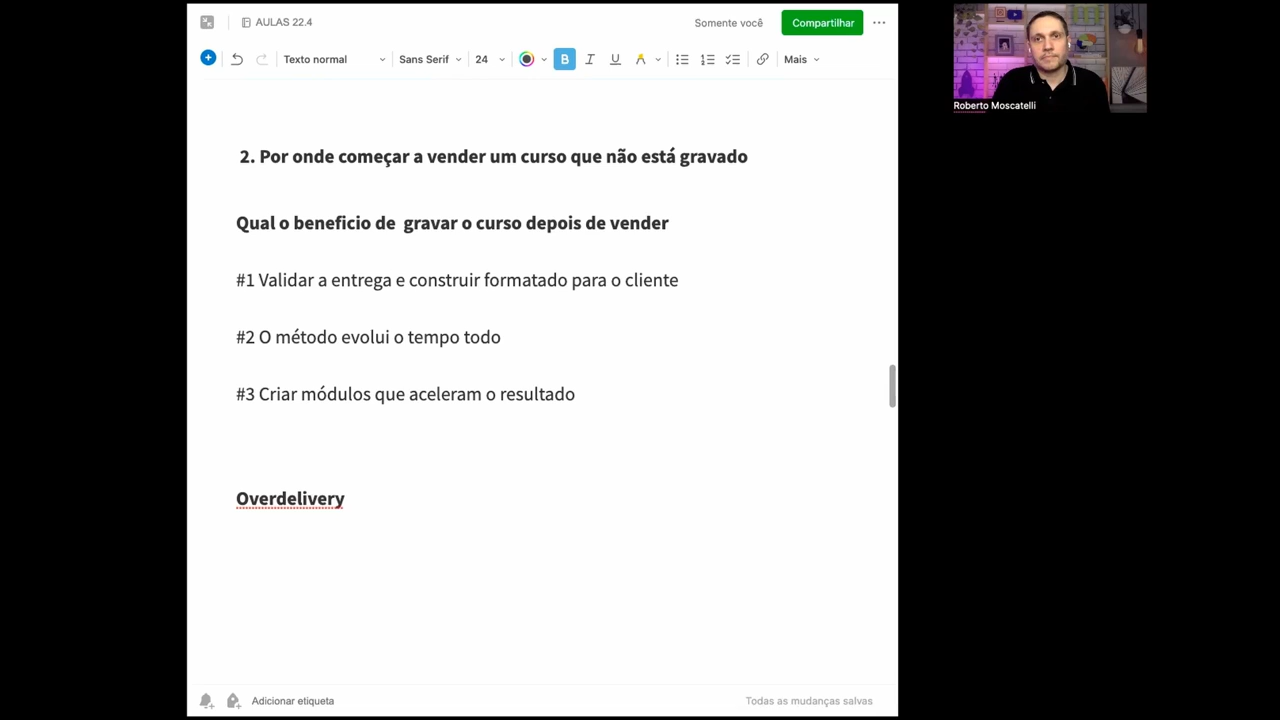 AULAS 22.4
Somente você
Compartilhar
Texto normal
Sans Serif
24
B
I
U
A
Mais
Roberto Moscatelli
2. Por onde começar a vender um curso que não está gravado
Qual o beneficio de  gravar o curso depois de vender
#1 Validar a entrega e construir formatado para o cliente
#2 O método evolui o tempo todo
#3 Criar módulos que aceleram o resultado
Overdelivery
Adicionar etiqueta
Todas as mudanças salvas